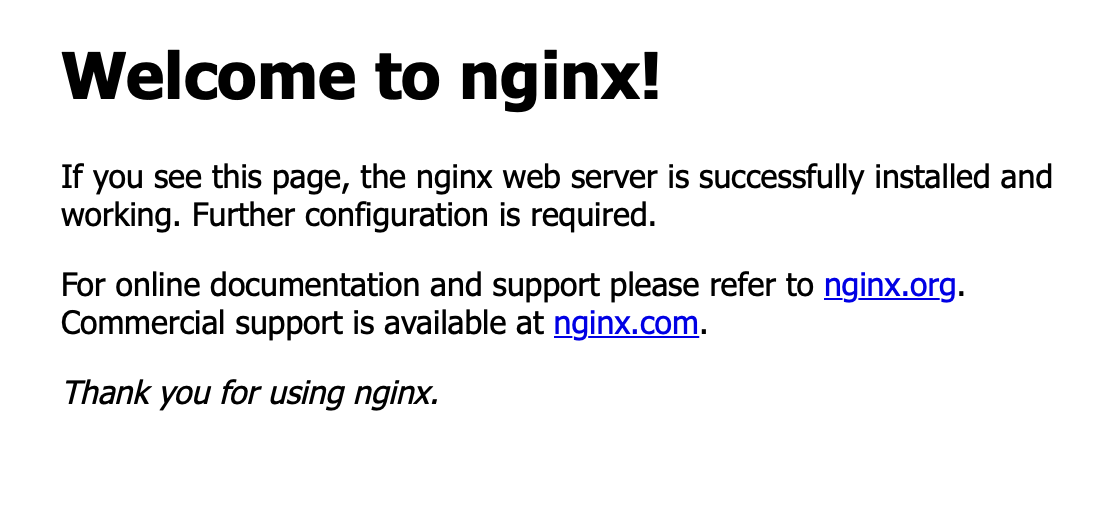 Welcome to nginx!
If you see this page, the nginx web server is successfully installed and
working. Further configuration is required.
For online documentation and support please refer to nginx.org.
Commercial support is available at nginx.com.
Thank you for using nginx.